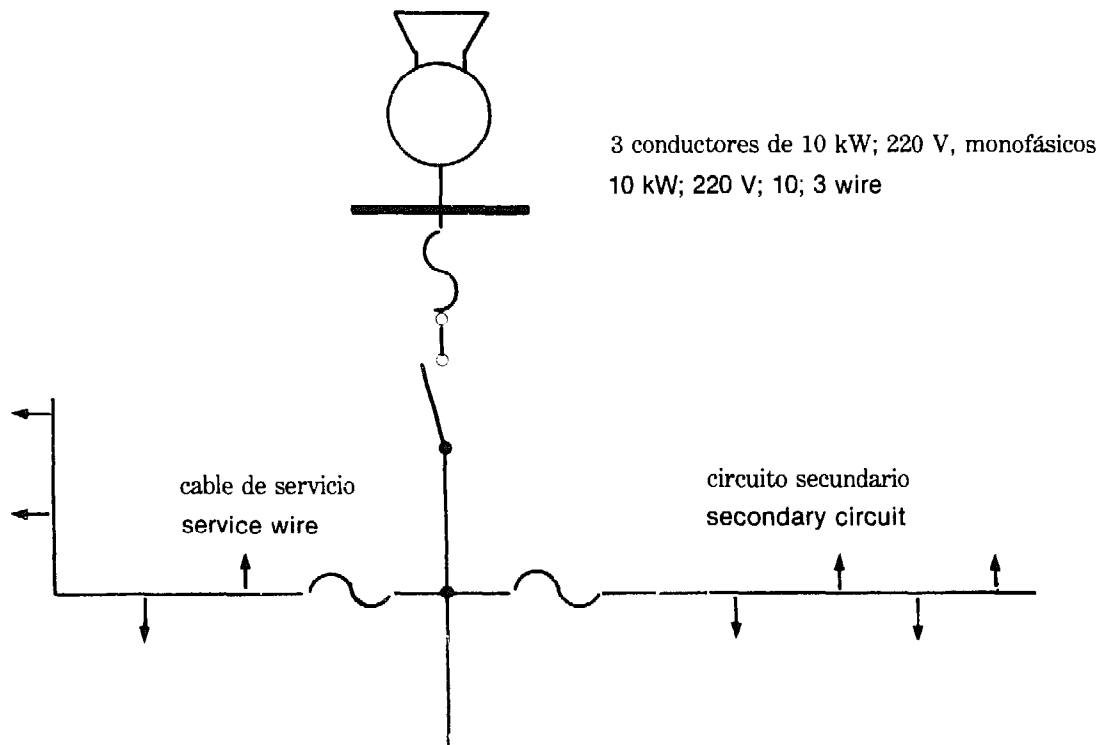 3 conductores de 10 kW; 220 V, monofásicos
10 kW; 220 V; 10; 3 wire
cable de servicio
service wire
circuito secundario
secondary circuit